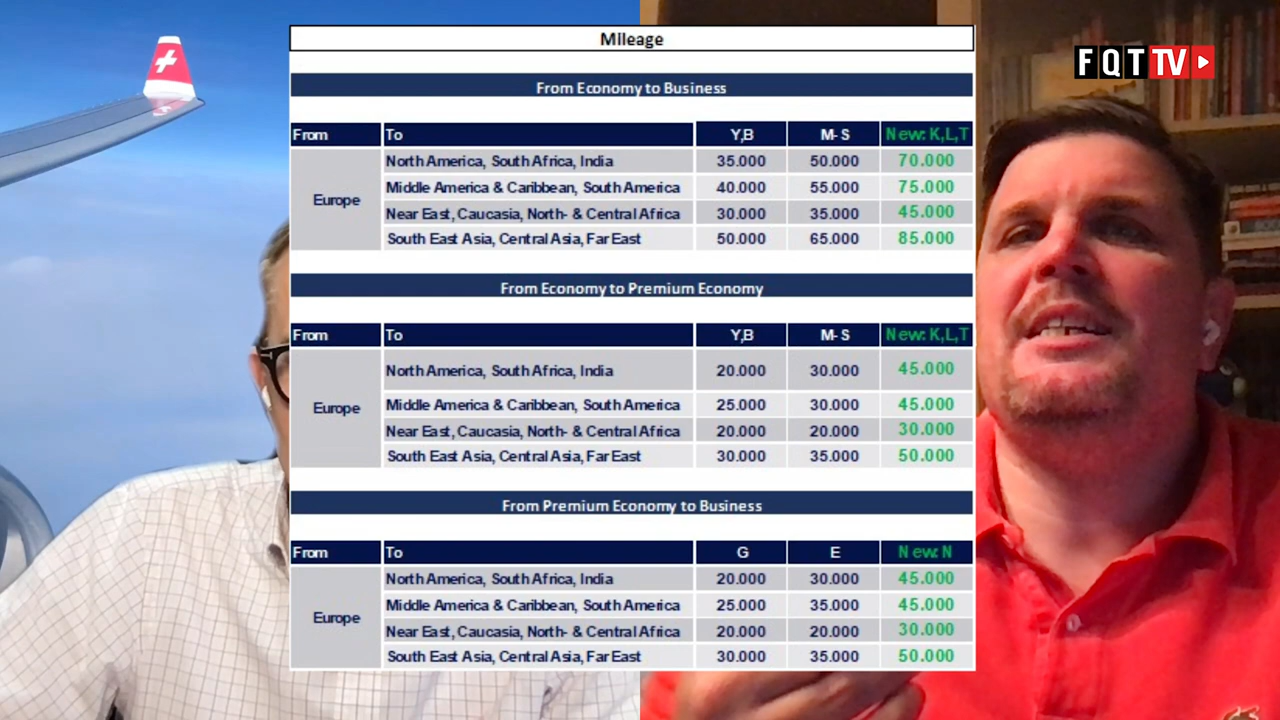 FQT TV
Mileage
From Economy to Business
From To Y,B M-S New: K,L,T
Europe
North America, South Africa, India 35.000 50.000 70.000
Middle America & Caribbean, South America 40.000 55.000 75.000
Near East, Caucasia, North- & Central Africa 30.000 35.000 45.000
South East Asia, Central Asia, Far East 50.000 65.000 85.000
From Economy to Premium Economy
From To Y,B M-S New: K,L,T
Europe
North America, South Africa, India 20.000 30.000 45.000
Middle America & Caribbean, South America 25.000 30.000 45.000
Near East, Caucasia, North- & Central Africa 20.000 20.000 30.000
South East Asia, Central Asia, Far East 30.000 35.000 50.000
From Premium Economy to Business
From To G E New: N
Europe
North America, South Africa, India 20.000 30.000 45.000
Middle America & Caribbean, South America 25.000 35.000 45.000
Near East, Caucasia, North- & Central Africa 20.000 20.000 30.000
South East Asia, Central Asia, Far East 30.000 35.000 50.000